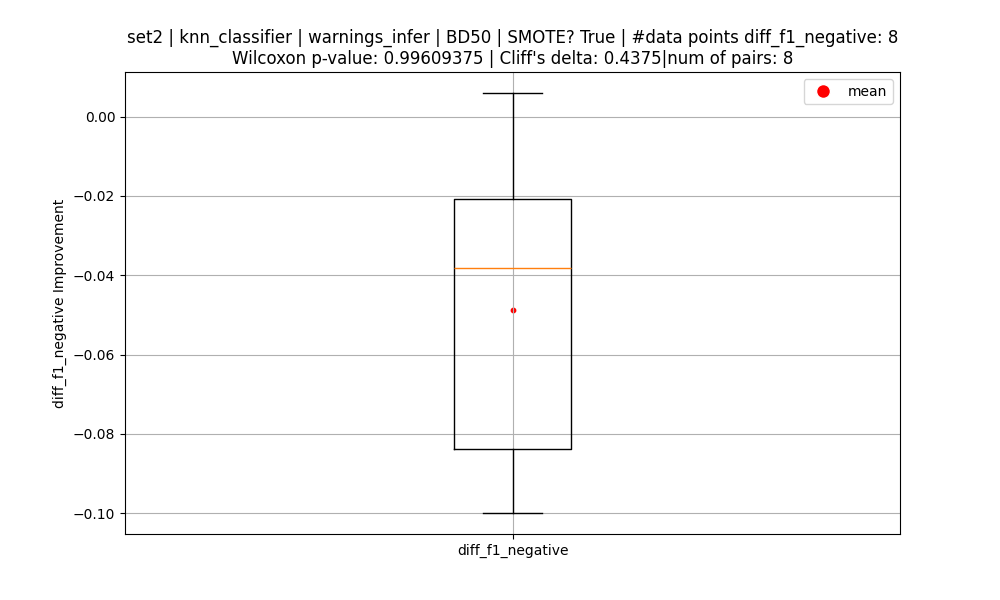 set2 | knn_classifier | warnings_infer | BD50 | SMOTE? True | #data points diff_f1_negative: 8
Wilcoxon p-value: 0.99609375 | Cliff's delta: 0.4375|num of pairs: 8
mean
0.00
−0.02
−0.04
−0.06
−0.08
−0.10
diff_f1_negative Improvement
diff_f1_negative